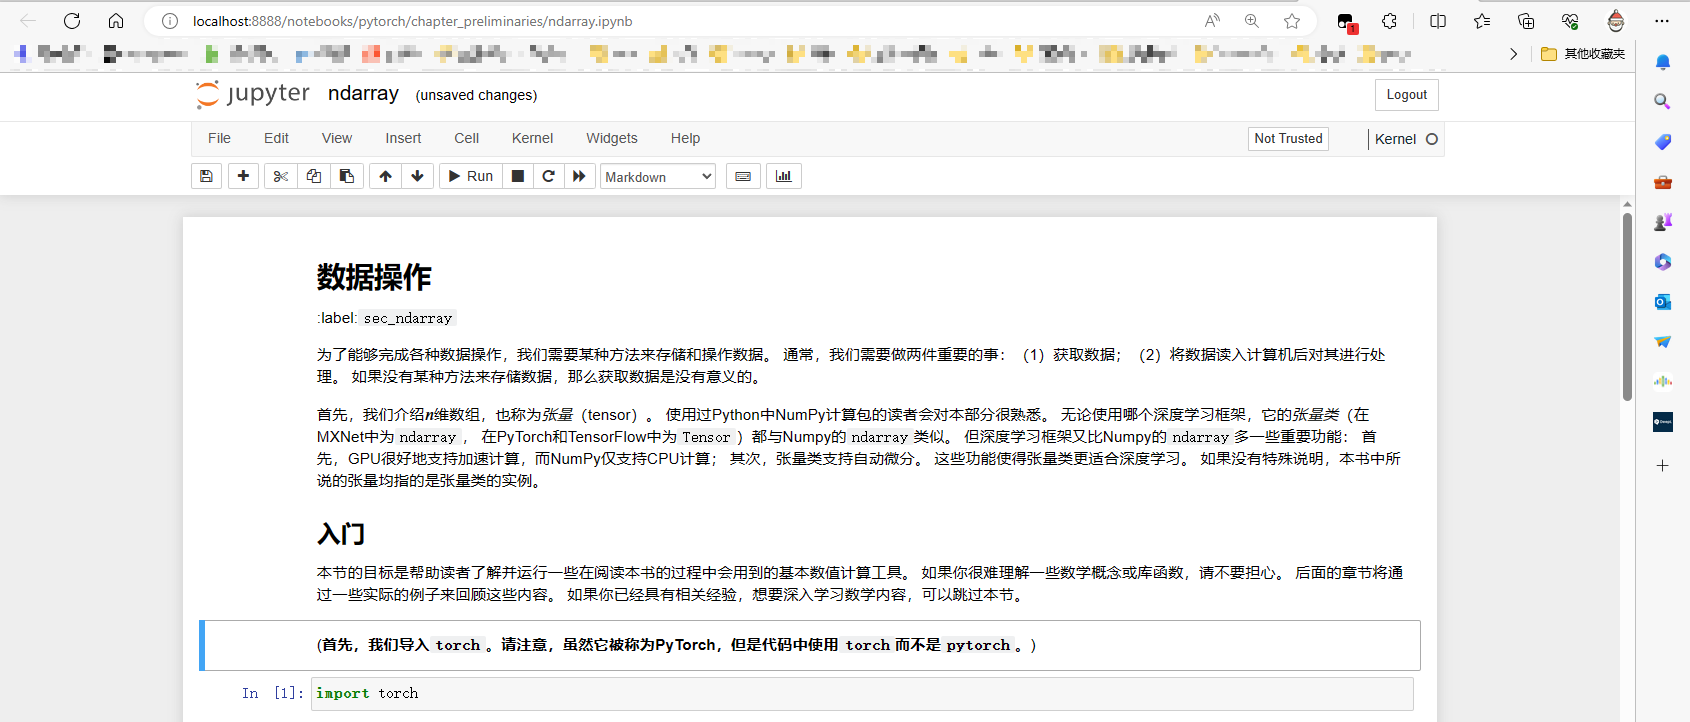 localhost:8888/notebooks/pytorch/chapter_preliminaries/ndarray.ipynb
其他收藏夹
jupyter ndarray (unsaved changes) Logout
File Edit View Insert Cell Kernel Widgets Help Not Trusted Kernel
Run Markdown
数据操作
:label: sec_ndarray
为了能够完成各种数据操作，我们需要某种方法来存储和操作数据。 通常，我们需要做两件重要的事：（1）获取数据；（2）将数据读入计算机后对其进行处
理。 如果没有某种方法来存储数据，那么获取数据是没有意义的。
首先，我们介绍n维数组，也称为张量（tensor）。 使用过Python中NumPy计算包的读者会对本部分很熟悉。 无论使用哪个深度学习框架，它的张量类（在
MXNet中为 ndarray ， 在PyTorch和TensorFlow中为 Tensor ）都与Numpy的 ndarray 类似。 但深度学习框架又比Numpy的 ndarray 多一些重要功能： 首
先，GPU很好地支持加速计算，而NumPy仅支持CPU计算； 其次，张量类支持自动微分。 这些功能使得张量类更适合深度学习。 如果没有特殊说明，本书中所
说的张量均指的是张量类的实例。
入门
本节的目标是帮助读者了解并运行一些在阅读本书的过程中会用到的基本数值计算工具。 如果你很难理解一些数学概念或库函数，请不要担心。 后面的章节将通
过一些实际的例子来回顾这些内容。 如果你已经具有相关经验，想要深入学习数学内容，可以跳过本节。
(首先，我们导入 torch 。请注意，虽然它被称为PyTorch，但是代码中使用 torch 而不是 pytorch 。)
In [1]: import torch